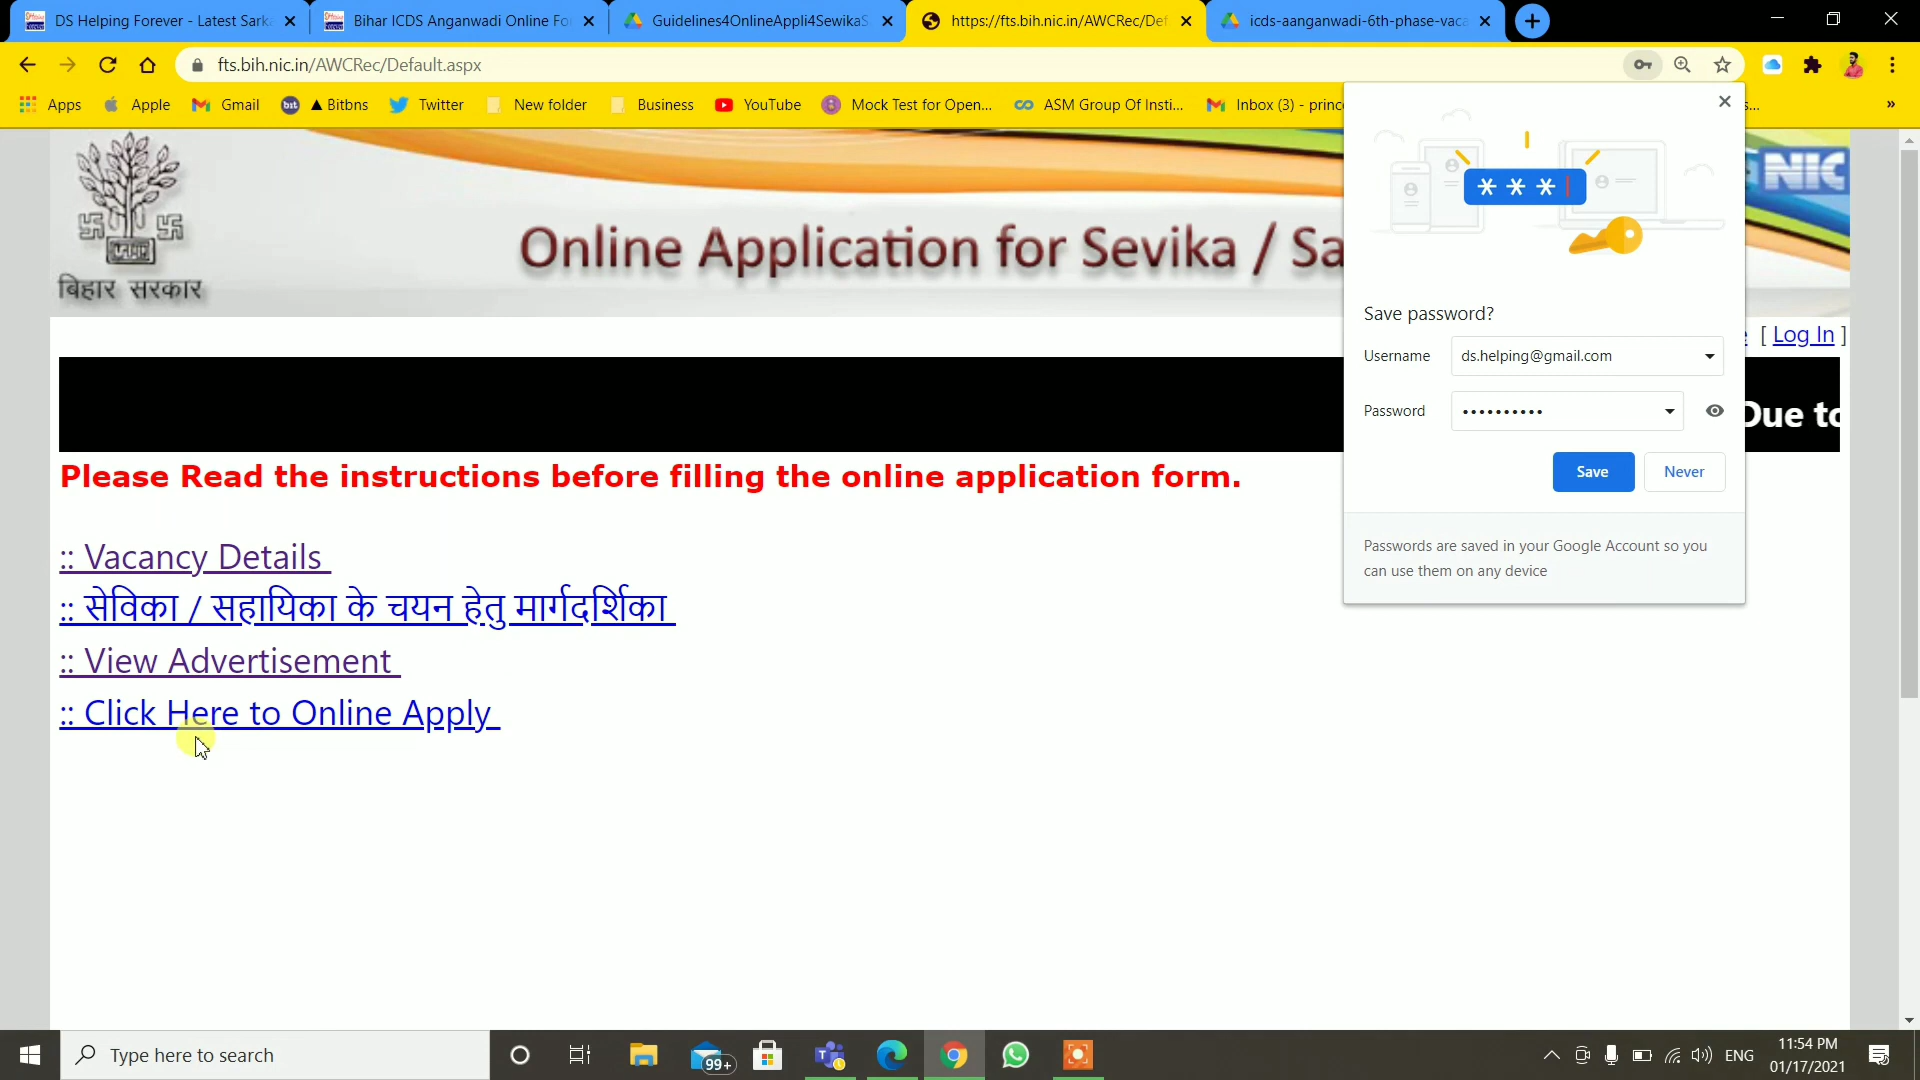 DS Helping Forever - Latest Sark
Bihar ICDS Anganwadi Online Fo
Guidelines4OnlineAppli4SewikaS
https://fts.bih.nic.in/AWCRec/Def
icds-aanganwadi-6th-phase-vaca
fts.bih.nic.in/AWCRec/Default.aspx
Apps
Apple
Gmail
Bitbns
Twitter
New folder
Business
YouTube
Mock Test for Open...
ASM Group Of Insti...
Inbox (3) - princ
s...
»
बिहार सरकार
Online Application for Sevika / Sa
NIC
[ Log In ]
Due to
Please Read the instructions before filling the online application form.
:: Vacancy Details
:: सेविका / सहायिका के चयन हेतु मार्गदर्शिका
:: View Advertisement
:: Click Here to Online Apply
* * *
Save password?
Username
ds.helping@gmail.com
Password
••••••••••
Save
Never
Passwords are saved in your Google Account so you
can use them on any device
Type here to search
99+
ENG
11:54 PM
01/17/2021